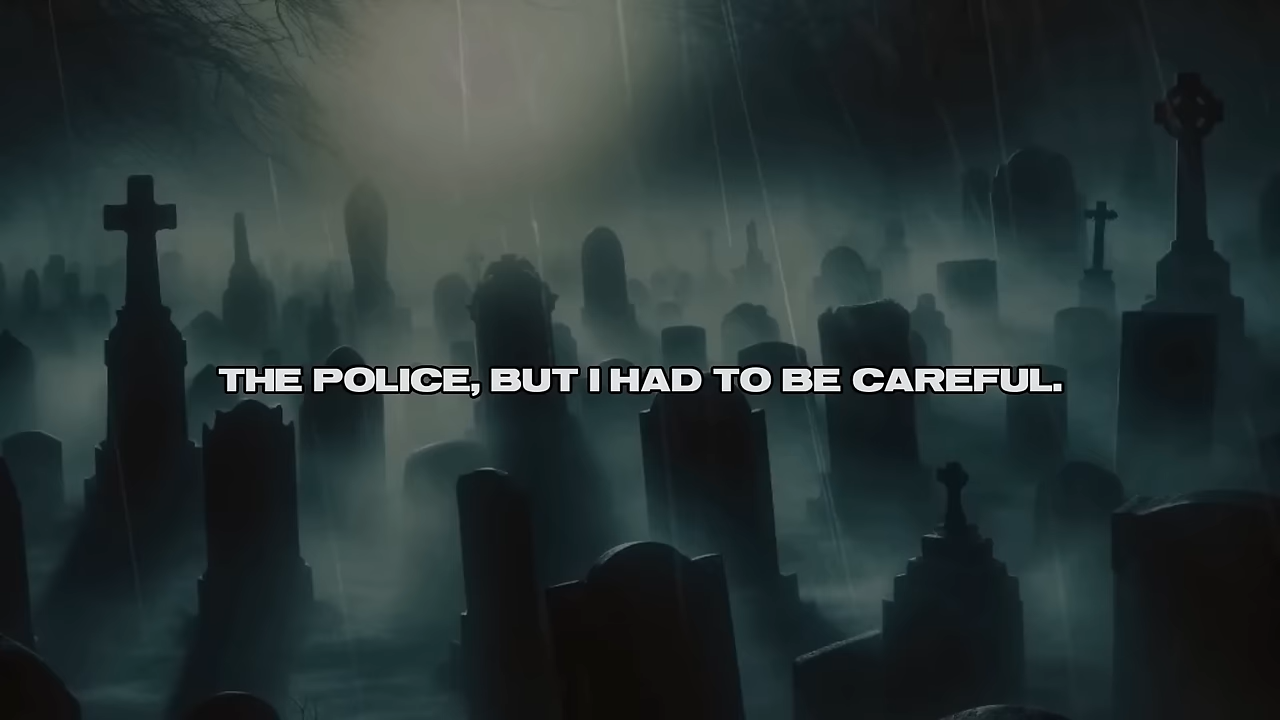 THE POLICE, BUT I HAD TO BE CAREFUL.